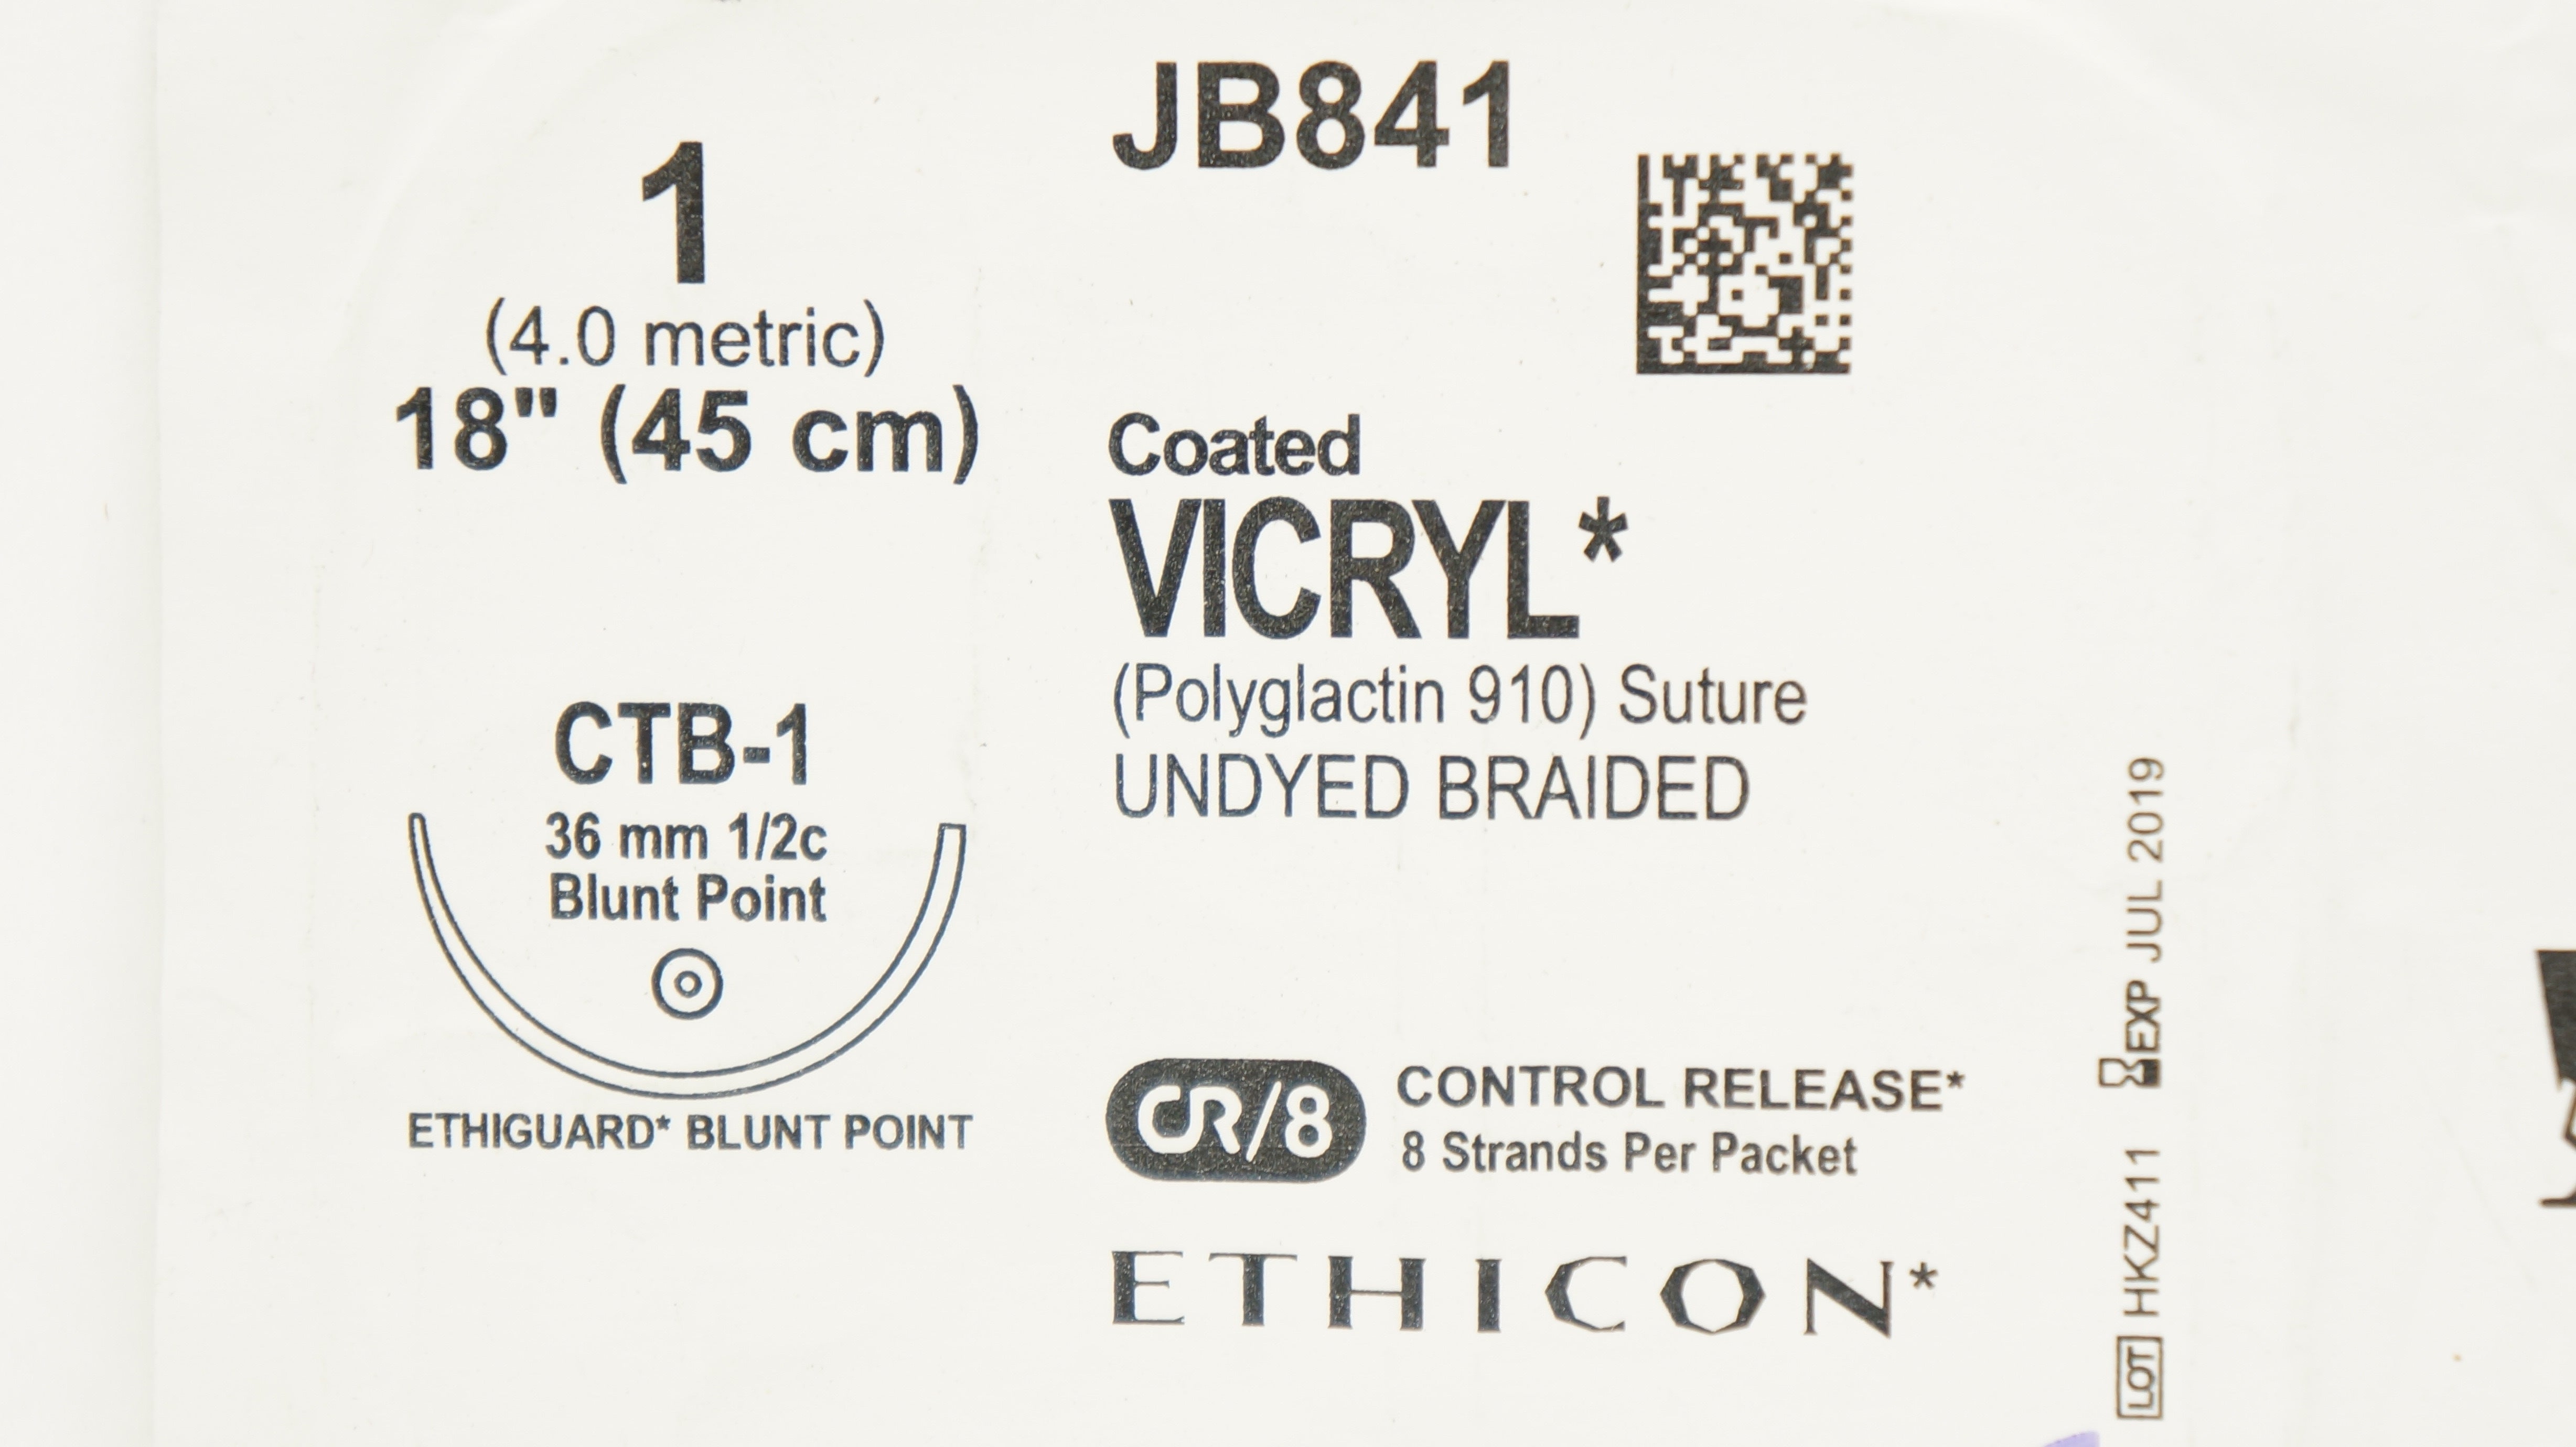 1
(4.0 metric)
18" (45 cm)
CTB-1
36 mm 1/2c
Blunt Point
ETHIGUARD* BLUNT POINT
JB841
Coated
VICRYL*
(Polyglactin 910) Suture
UNDYED BRAIDED
CR/8
CONTROL RELEASE*
8 Strands Per Packet
ETHICON*
LOT HKZ411 EXP JUL 2019